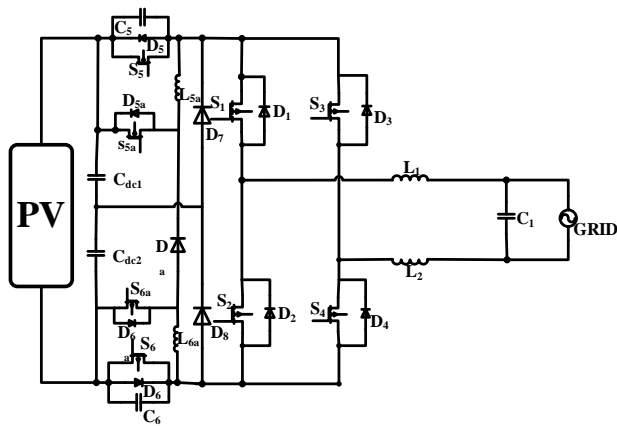 C5
D5
S5
L5a
D5a
S5a
S1
D7
D1
S3
D3
PV
Cdc1
L1
C1
GRID
Cdc2
D
a
L2
S6a
S2
D2
S4
D4
D6
a
S6
L6a
D8
D6
C6